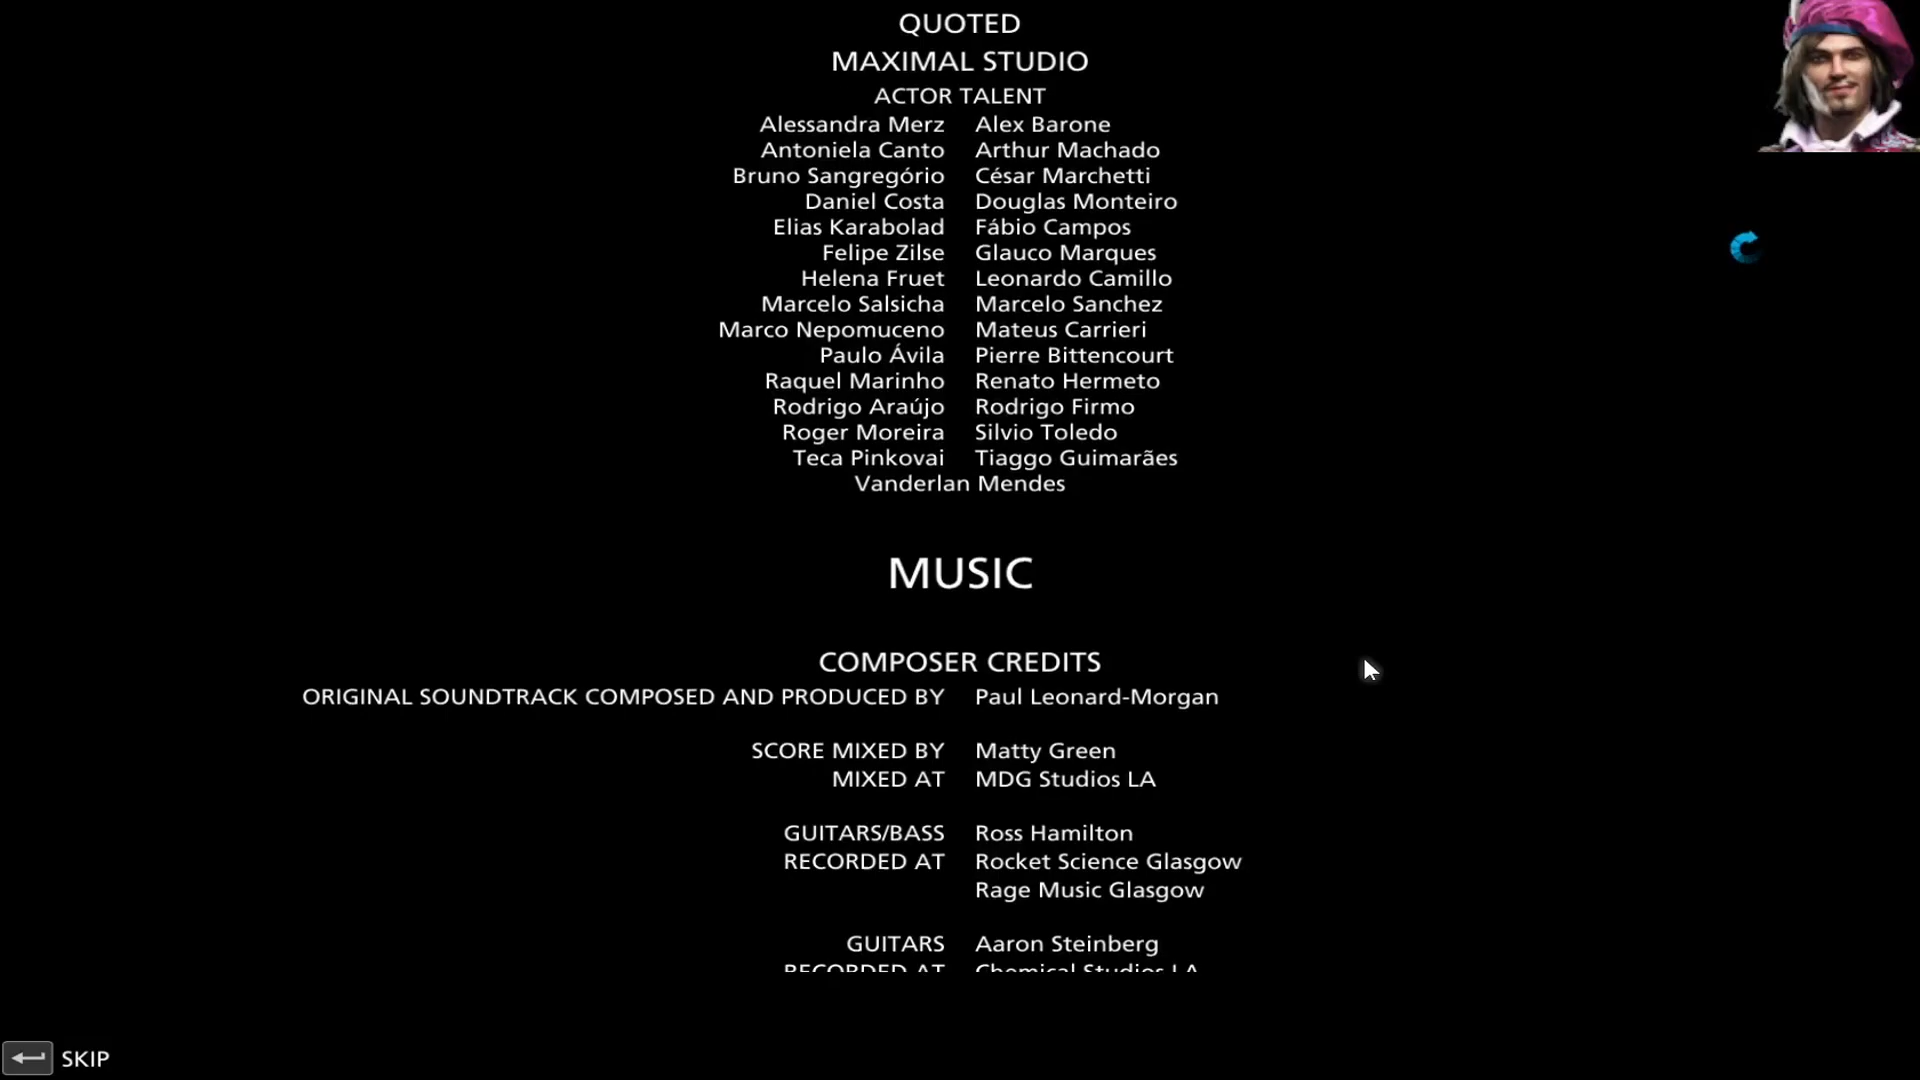 QUOTED
MAXIMAL STUDIO
ACTOR TALENT
Alessandra Merz Alex Barone
Antoniela Canto Arthur Machado
Bruno Sangregório César Marchetti
Daniel Costa Douglas Monteiro
Elias Karabolad Fábio Campos
Felipe Zilse Glauco Marques
Helena Fruet Leonardo Camillo
Marcelo Salsicha Marcelo Sanchez
Marco Nepomuceno Mateus Carrieri
Paulo Ávila Pierre Bittencourt
Raquel Marinho Renato Hermeto
Rodrigo Araújo Rodrigo Firmo
Roger Moreira Silvio Toledo
Teca Pinkovai Tiaggo Guimarães
Vanderlan Mendes
MUSIC
COMPOSER CREDITS
ORIGINAL SOUNDTRACK COMPOSED AND PRODUCED BY Paul Leonard-Morgan
SCORE MIXED BY Matty Green
MIXED AT MDG Studios LA
GUITARS/BASS Ross Hamilton
RECORDED AT Rocket Science Glasgow
Rage Music Glasgow
GUITARS Aaron Steinberg
RECORDED AT Chemical Studios LA
SKIP